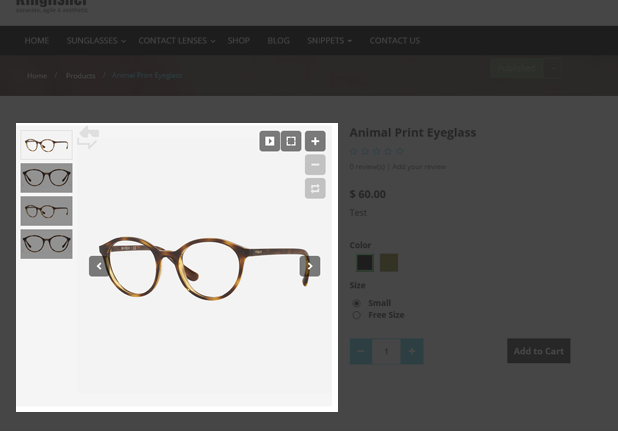 Kingfisher
HOME SUNGLASSES CONTACT LENSES SHOP BLOG SNIPPETS CONTACT US
Home / Products / Animal Print Eyeglass
Animal Print Eyeglass
0 review(s) | Add your review
$ 60.00
Test
Color
Size
Small
Free Size
− 1 +
Add to Cart